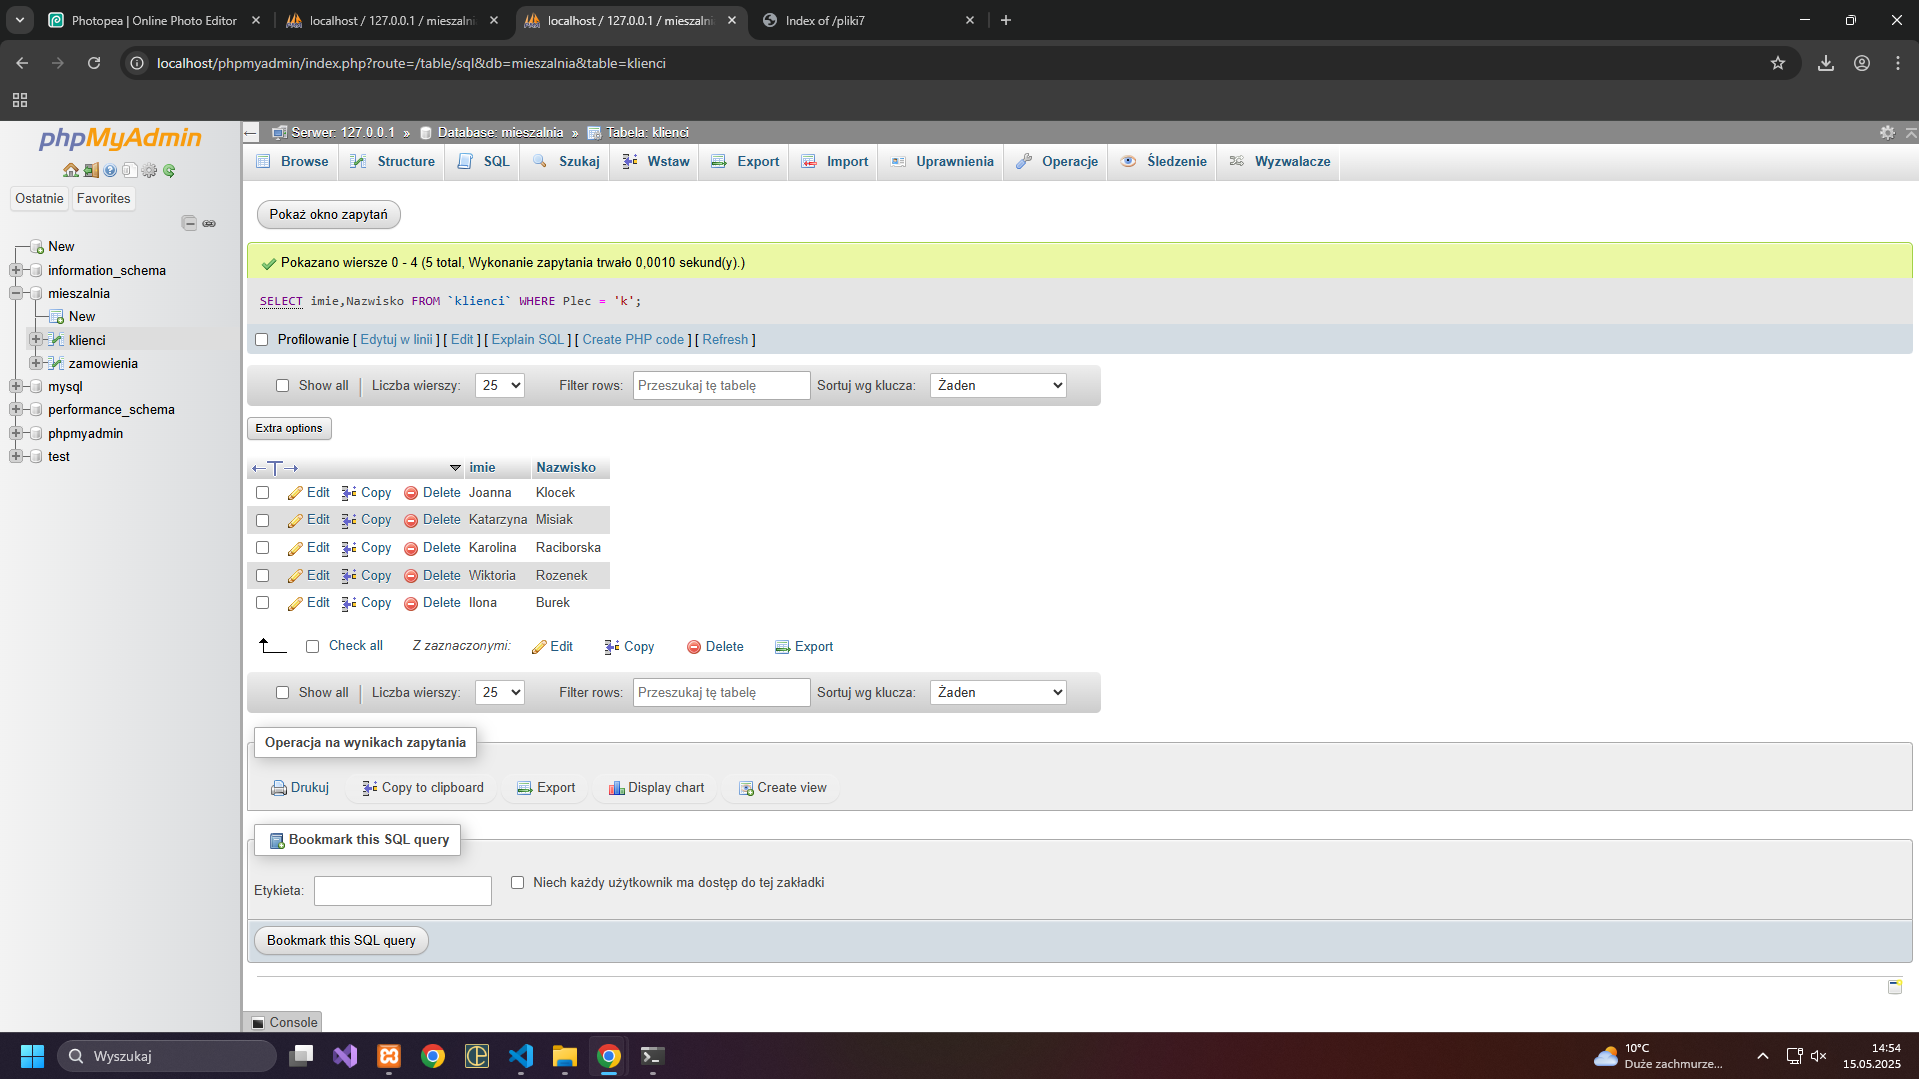 Photopea | Online Photo Editor
localhost / 127.0.0.1 / mieszalni
localhost / 127.0.0.1 / mieszalni
Index of /pliki7
localhost/phpmyadmin/index.php?route=/table/sql&db=mieszalnia&table=klienci
phpMyAdmin
Ostatnie
Favorites
New
information_schema
mieszalnia
New
klienci
zamowienia
mysql
performance_schema
phpmyadmin
test
Serwer: 127.0.0.1 » Database: mieszalnia » Tabela: klienci
Browse Structure SQL Szukaj Wstaw Export Import Uprawnienia Operacje Śledzenie Wyzwalacze
Pokaż okno zapytań
Pokazano wiersze 0 - 4 (5 total, Wykonanie zapytania trwało 0,0010 sekund(y).)
SELECT imie,Nazwisko FROM `klienci` WHERE Plec = 'k';
Profilowanie [ Edytuj w linii ] [ Edit ] [ Explain SQL ] [ Create PHP code ] [ Refresh ]
Show all Liczba wierszy: 25 Filter rows: Przeszukaj tę tabelę Sortuj wg klucza: Żaden
Extra options
←T→ imie Nazwisko
Edit Copy Delete Joanna Klocek
Edit Copy Delete Katarzyna Misiak
Edit Copy Delete Karolina Raciborska
Edit Copy Delete Wiktoria Rozenek
Edit Copy Delete Ilona Burek
Check all Z zaznaczonymi: Edit Copy Delete Export
Show all Liczba wierszy: 25 Filter rows: Przeszukaj tę tabelę Sortuj wg klucza: Żaden
Operacja na wynikach zapytania
Drukuj Copy to clipboard Export Display chart Create view
Bookmark this SQL query
Etykieta: Niech każdy użytkownik ma dostęp do tej zakładki
Bookmark this SQL query
Console
Wyszukaj
10°C
Duże zachmurze...
14:54
15.05.2025